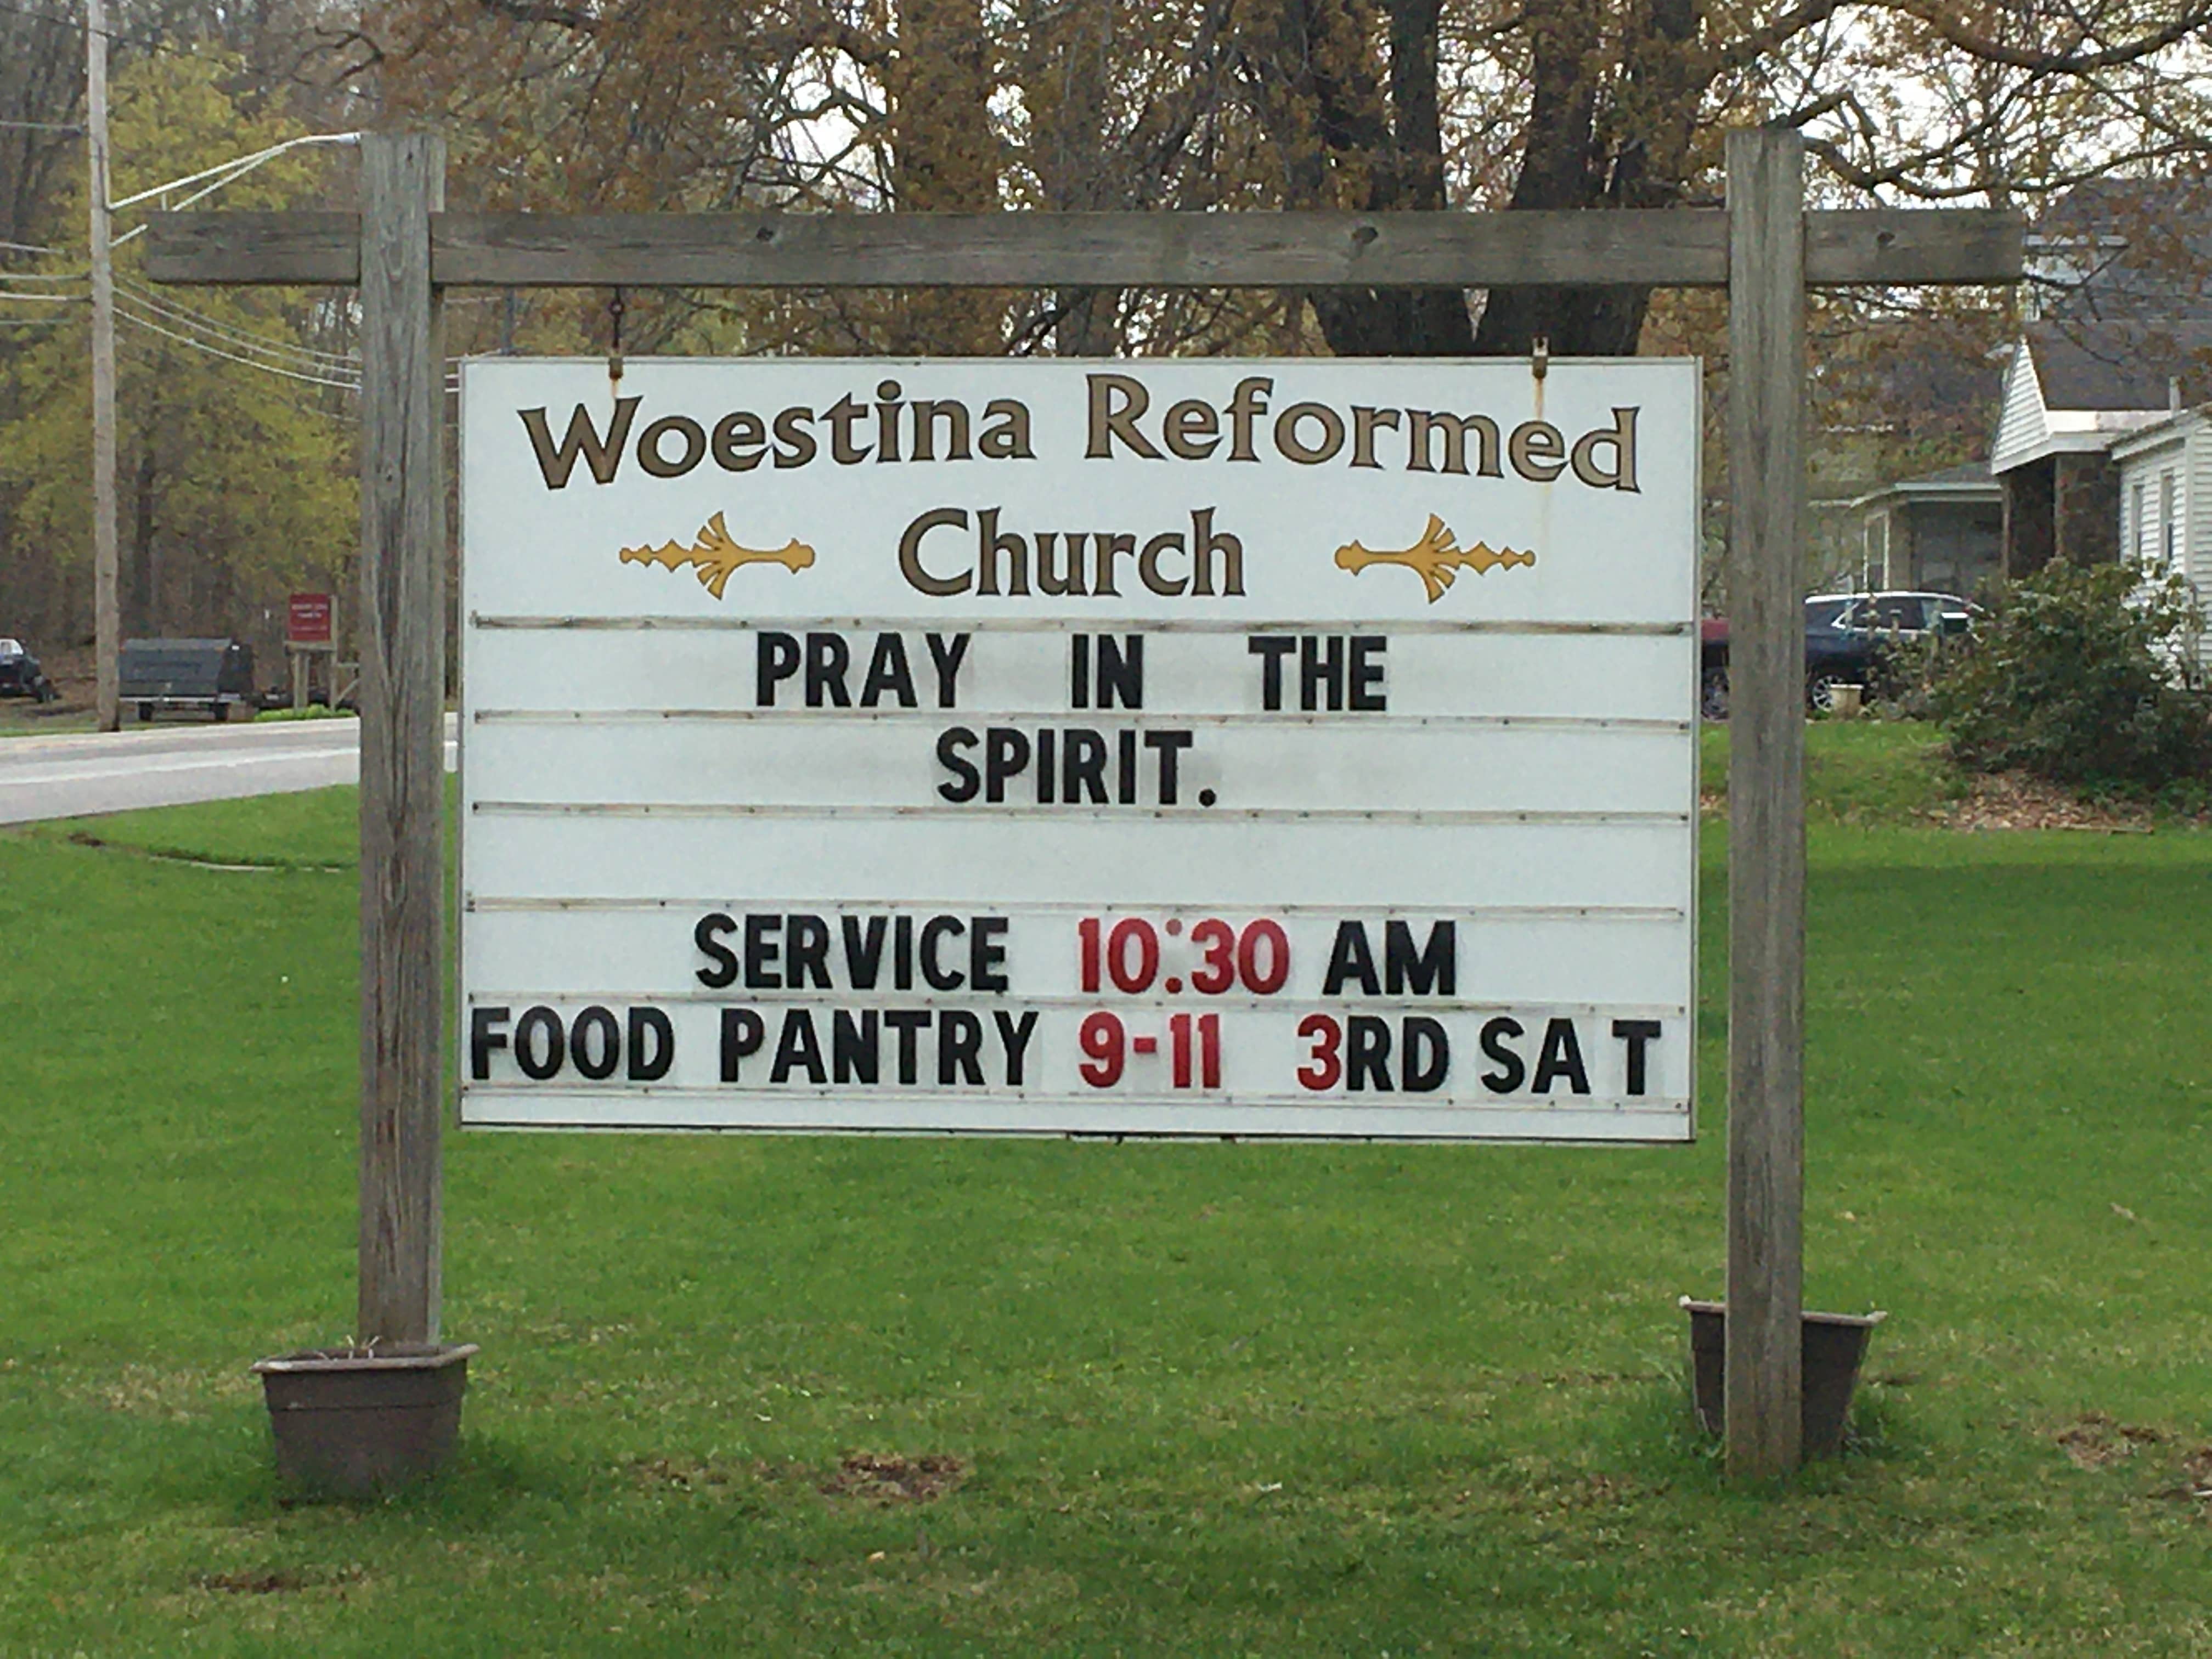 Woestina Reformed
Church
PRAY IN THE
SPIRIT.
SERVICE 10:30 AM
FOOD PANTRY 9-11 3RD SAT